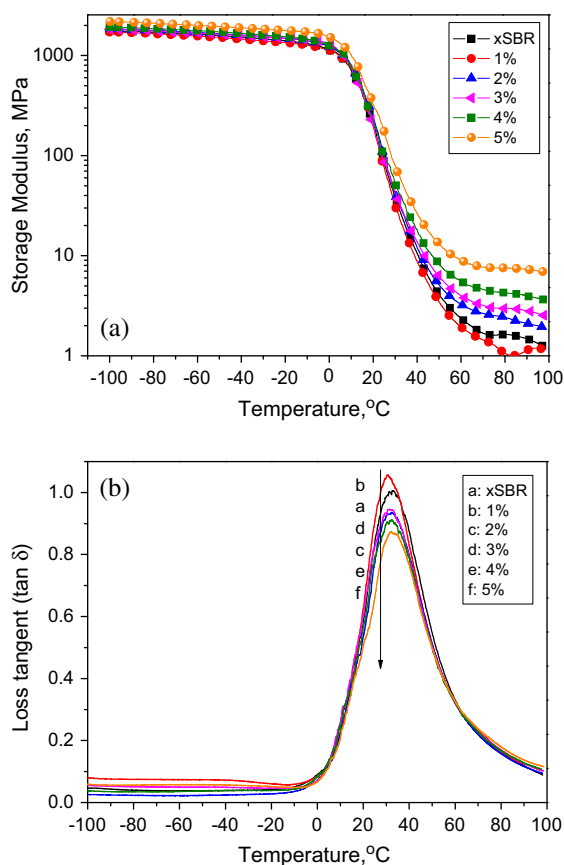 Storage Modulus, MPa
1000
100
10
1
xSBR
1%
2%
3%
4%
5%
(a)
-100 -80 -60 -40 -20 0 20 40 60 80 100
Temperature,°C
Loss tangent (tan δ)
(b)
1.0
0.8
0.6
0.4
0.2
0.0
b
a
d
c
e
f
a: xSBR
b: 1%
c: 2%
d: 3%
e: 4%
f: 5%
-100 -80 -60 -40 -20 0 20 40 60 80 100
Temperature,°C